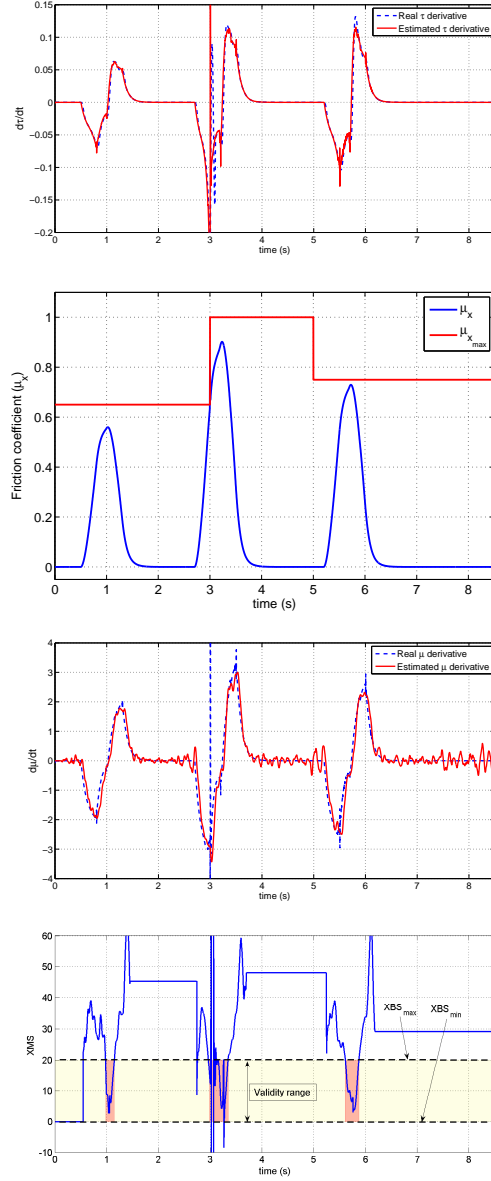 0.15
0.1
0.05
0
−0.05
−0.1
−0.15
−0.2
dτ/dt
Real τ derivative
Estimated τ derivative
0 1 2 3 4 5 6 7 8
time (s)
1
0.8
0.6
0.4
0.2
0
Friction coefficient (μx)
μx
μxmax
0 1 2 3 4 5 6 7 8
time (s)
4
3
2
1
0
−1
−2
−3
−4
dμ/dt
Real μ derivative
Estimated μ derivative
0 1 2 3 4 5 6 7 8
time (s)
60
50
40
30
20
10
0
-10
XMS
XBSmax
XBSmin
Validity range
0 1 2 3 4 5 6 7 8
time (s)